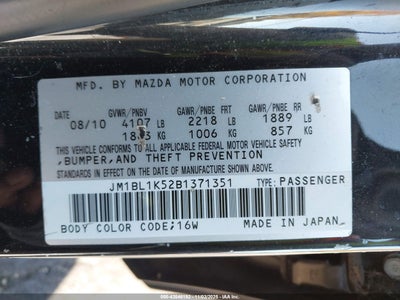 MFD. BY MAZDA MOTOR CORPORATION
GVWR/PNBV GAWR/PNBE FRT GAWR/PNBE RR
08/10 4107 LB 2218 LB 1889 LB
KG 1006 KG 857 KG
THIS VEHICLE CONFORMS TO ALL APPLICABLE FEDERAL MOTOR VEHICLE SAFETY
,BUMPER,AND THEFT PREVENTION
STANDARDS IN EFFECT ON THE DATE OF MANUFACTURE SHOWN ABOVE.
JM1BL1K52B1371351 TYPE:PASSENGER
BODY COLOR CODE;16W MADE IN JAPAN